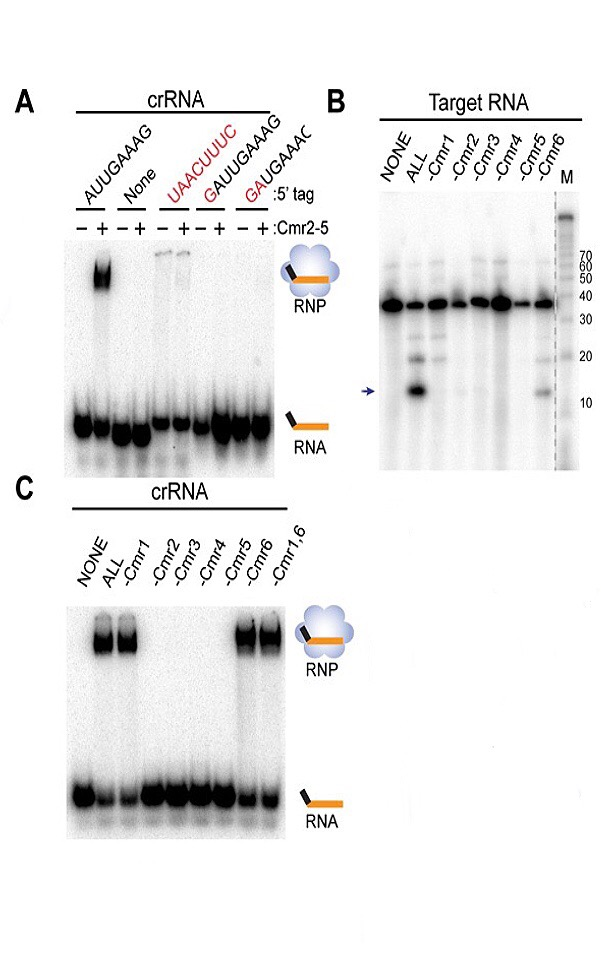 A
crRNA
AUUGAAAG
None
UAACUUUC
GAUUGAAAG
GAUGAAAC
:5' tag
− + − + − + − + − + :Cmr2-5
RNP
RNA
B
Target RNA
NONE
ALL
-Cmr1
-Cmr2
-Cmr3
-Cmr4
-Cmr5
-Cmr6
M
70
60
50
40
30
20
10
C
crRNA
NONE
ALL
-Cmr1
-Cmr2
-Cmr3
-Cmr4
-Cmr5
-Cmr6
-Cmr1,6
RNP
RNA